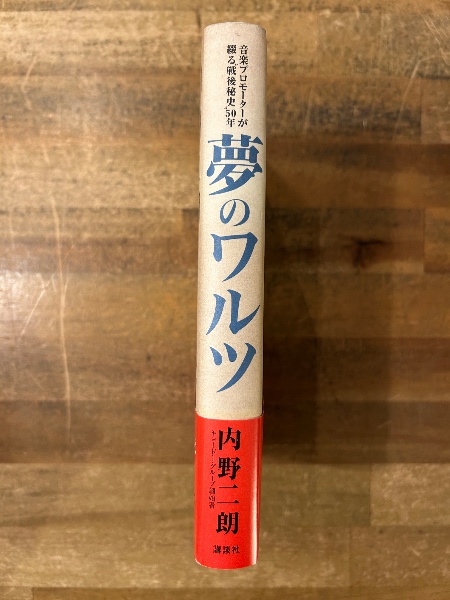 音楽プロモーターが
綴る「戦後秘史」50年
夢のワルツ
内野二朗
講談社